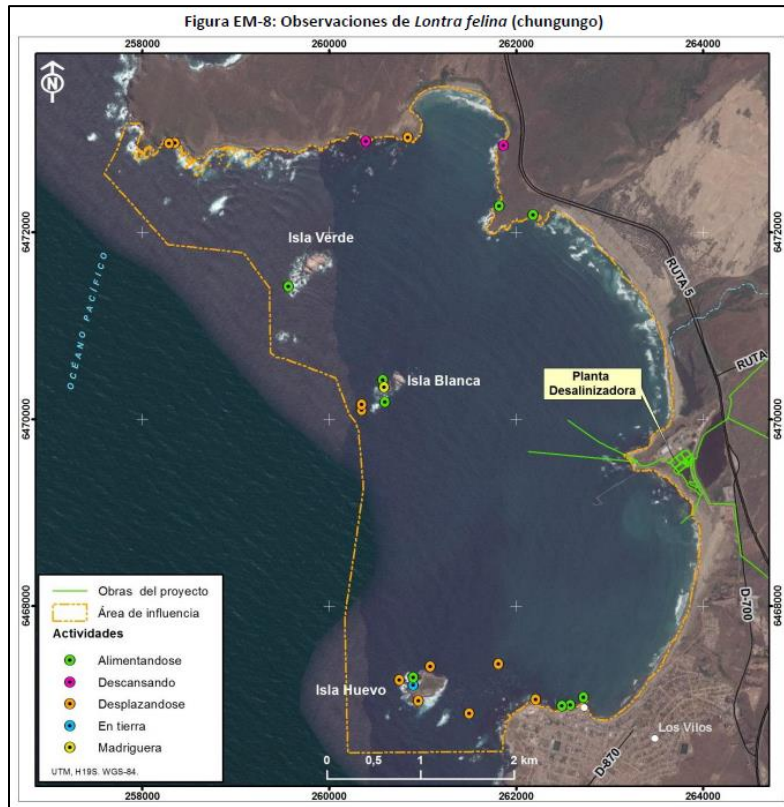 Figura EM-8: Observaciones de Lontra felina (chungungo)
258000
260000
262000
264000
N
6472000
6472000
Isla Verde
OCÉANO PACÍFICO
RUTA 5
RUTA
Isla Blanca
Planta
Desalinizadora
6470000
6470000
6468000
6468000
D-700
Obras del proyecto
Área de influencia
Actividades
Alimentandose
Descansando
Desplazandose
En tierra
Madriguera
UTM, H19S. WGS-84.
Isla Huevo
Los Vilos
D-870
0 0,5 1 2 km
258000
260000
262000
264000